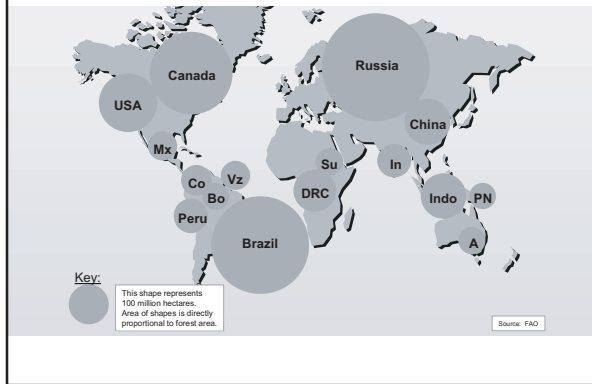 Canada
Russia
USA
China
Mx
Su
In
Co
Vz
Bo
DRC
Indo
PN
Peru
Brazil
A
Key:
This shape represents
100 million hectares.
Area of shapes is directly
proportional to forest area.
Source: FAO